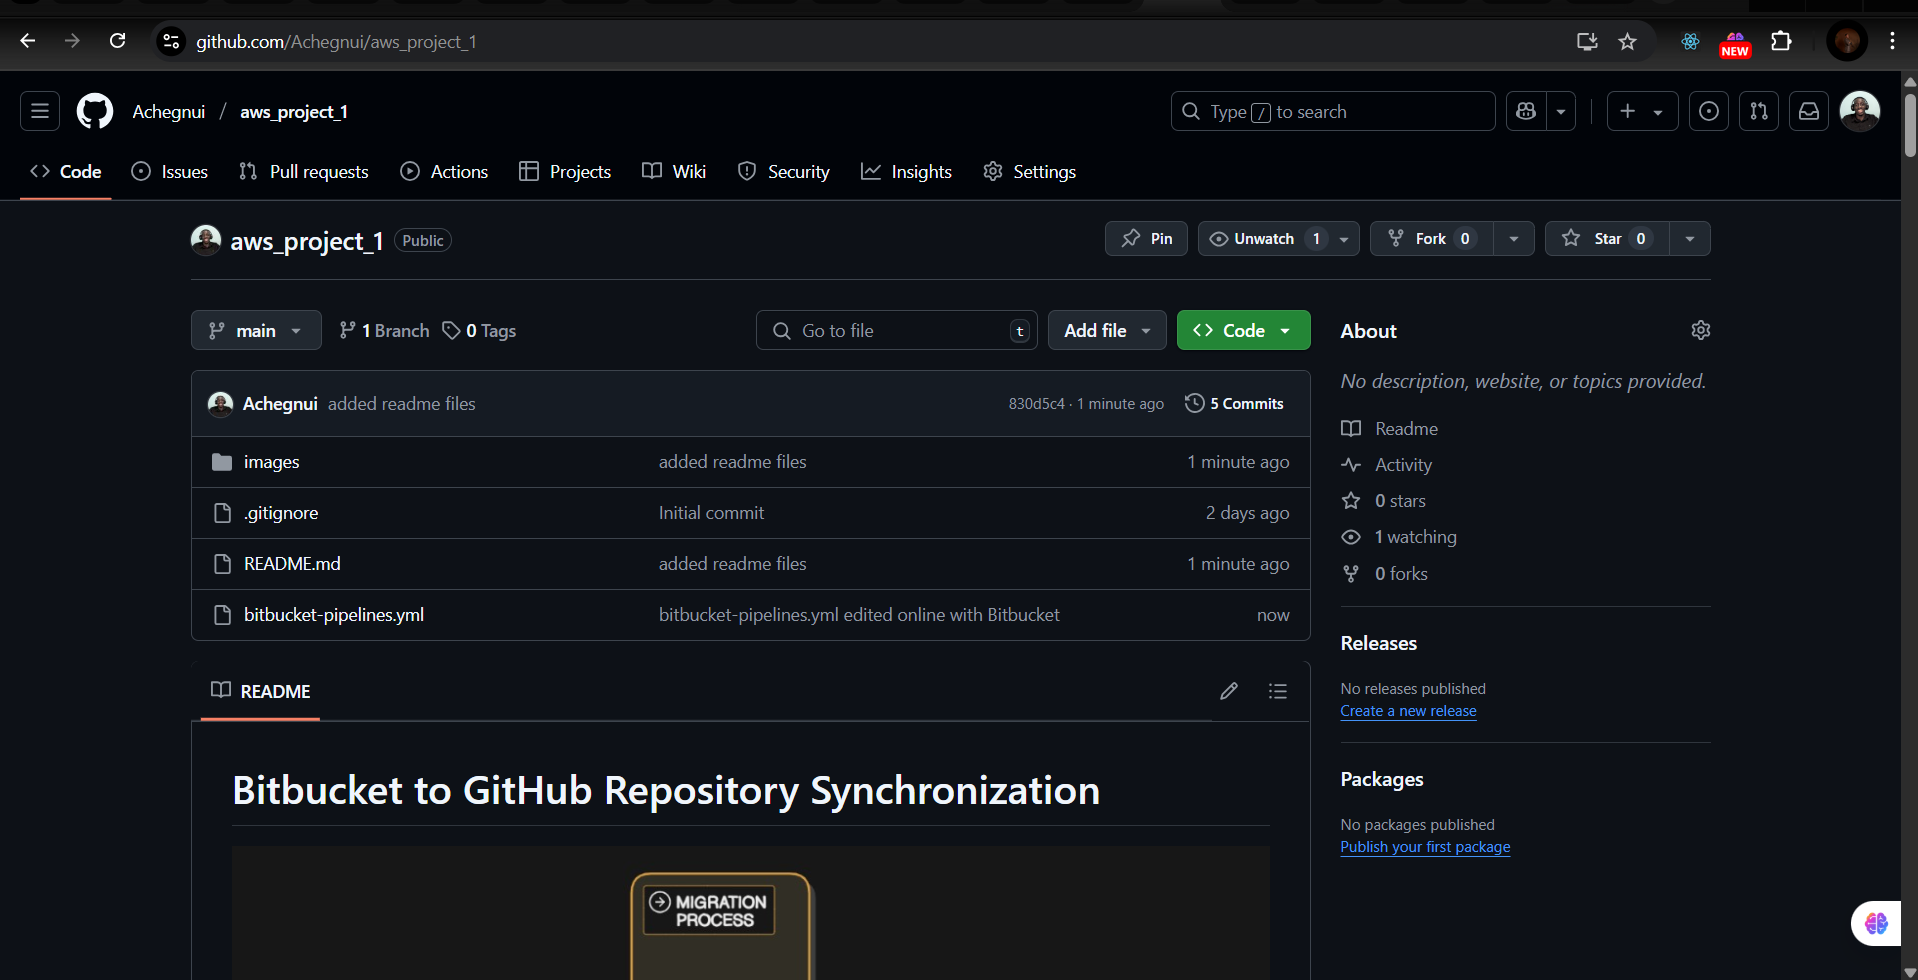 github.com/Achegnui/aws_project_1
NEW
Achegnui / aws_project_1
Type / to search
Code Issues Pull requests Actions Projects Wiki Security Insights Settings
aws_project_1 Public
Pin Unwatch 1 Fork 0 Star 0
main 1 Branch 0 Tags Go to file t Add file Code
About
No description, website, or topics provided.
Achegnui added readme files 830d5c4 · 1 minute ago 5 Commits
images added readme files 1 minute ago
.gitignore Initial commit 2 days ago
README.md added readme files 1 minute ago
bitbucket-pipelines.yml bitbucket-pipelines.yml edited online with Bitbucket now
Readme
Activity
0 stars
1 watching
0 forks
Releases
No releases published
Create a new release
Packages
No packages published
Publish your first package
README
Bitbucket to GitHub Repository Synchronization
MIGRATION
PROCESS